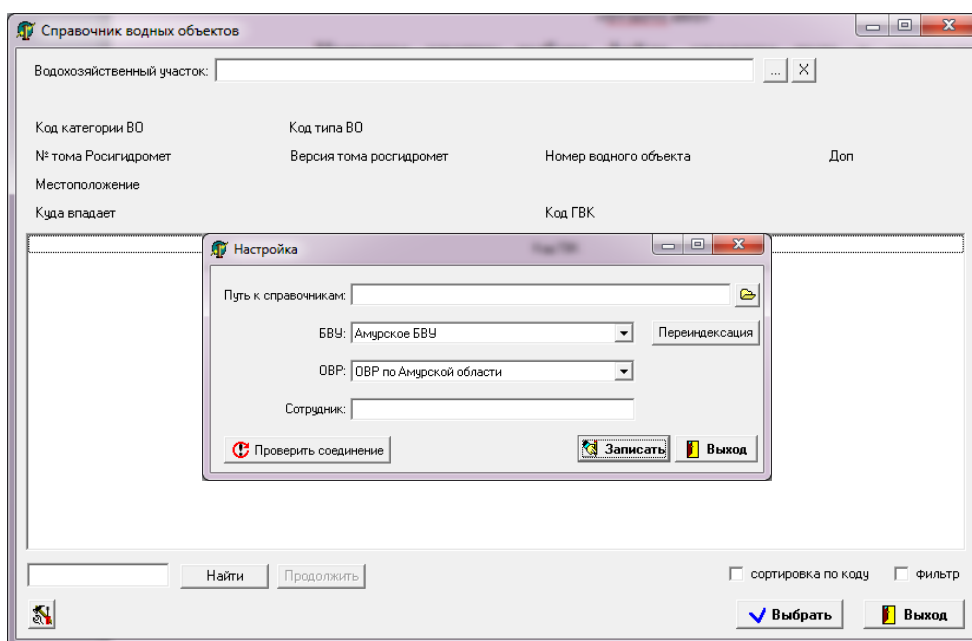 Справочник водных объектов
Водохозяйственный участок:
... X
Код категории ВО Код типа ВО
№ тома Росигидромет Версия тома росгидромет Номер водного объекта Доп
Местоположение
Куда впадает Код ГВК
Настройка
Путь к справочникам:
БВУ: Амурское БВУ Переиндексация
ОВР: ОВР по Амурской области
Сотрудник:
Проверить соединение Записать Выход
Найти Продолжить сортировка по коду фильтр
Выбрать Выход